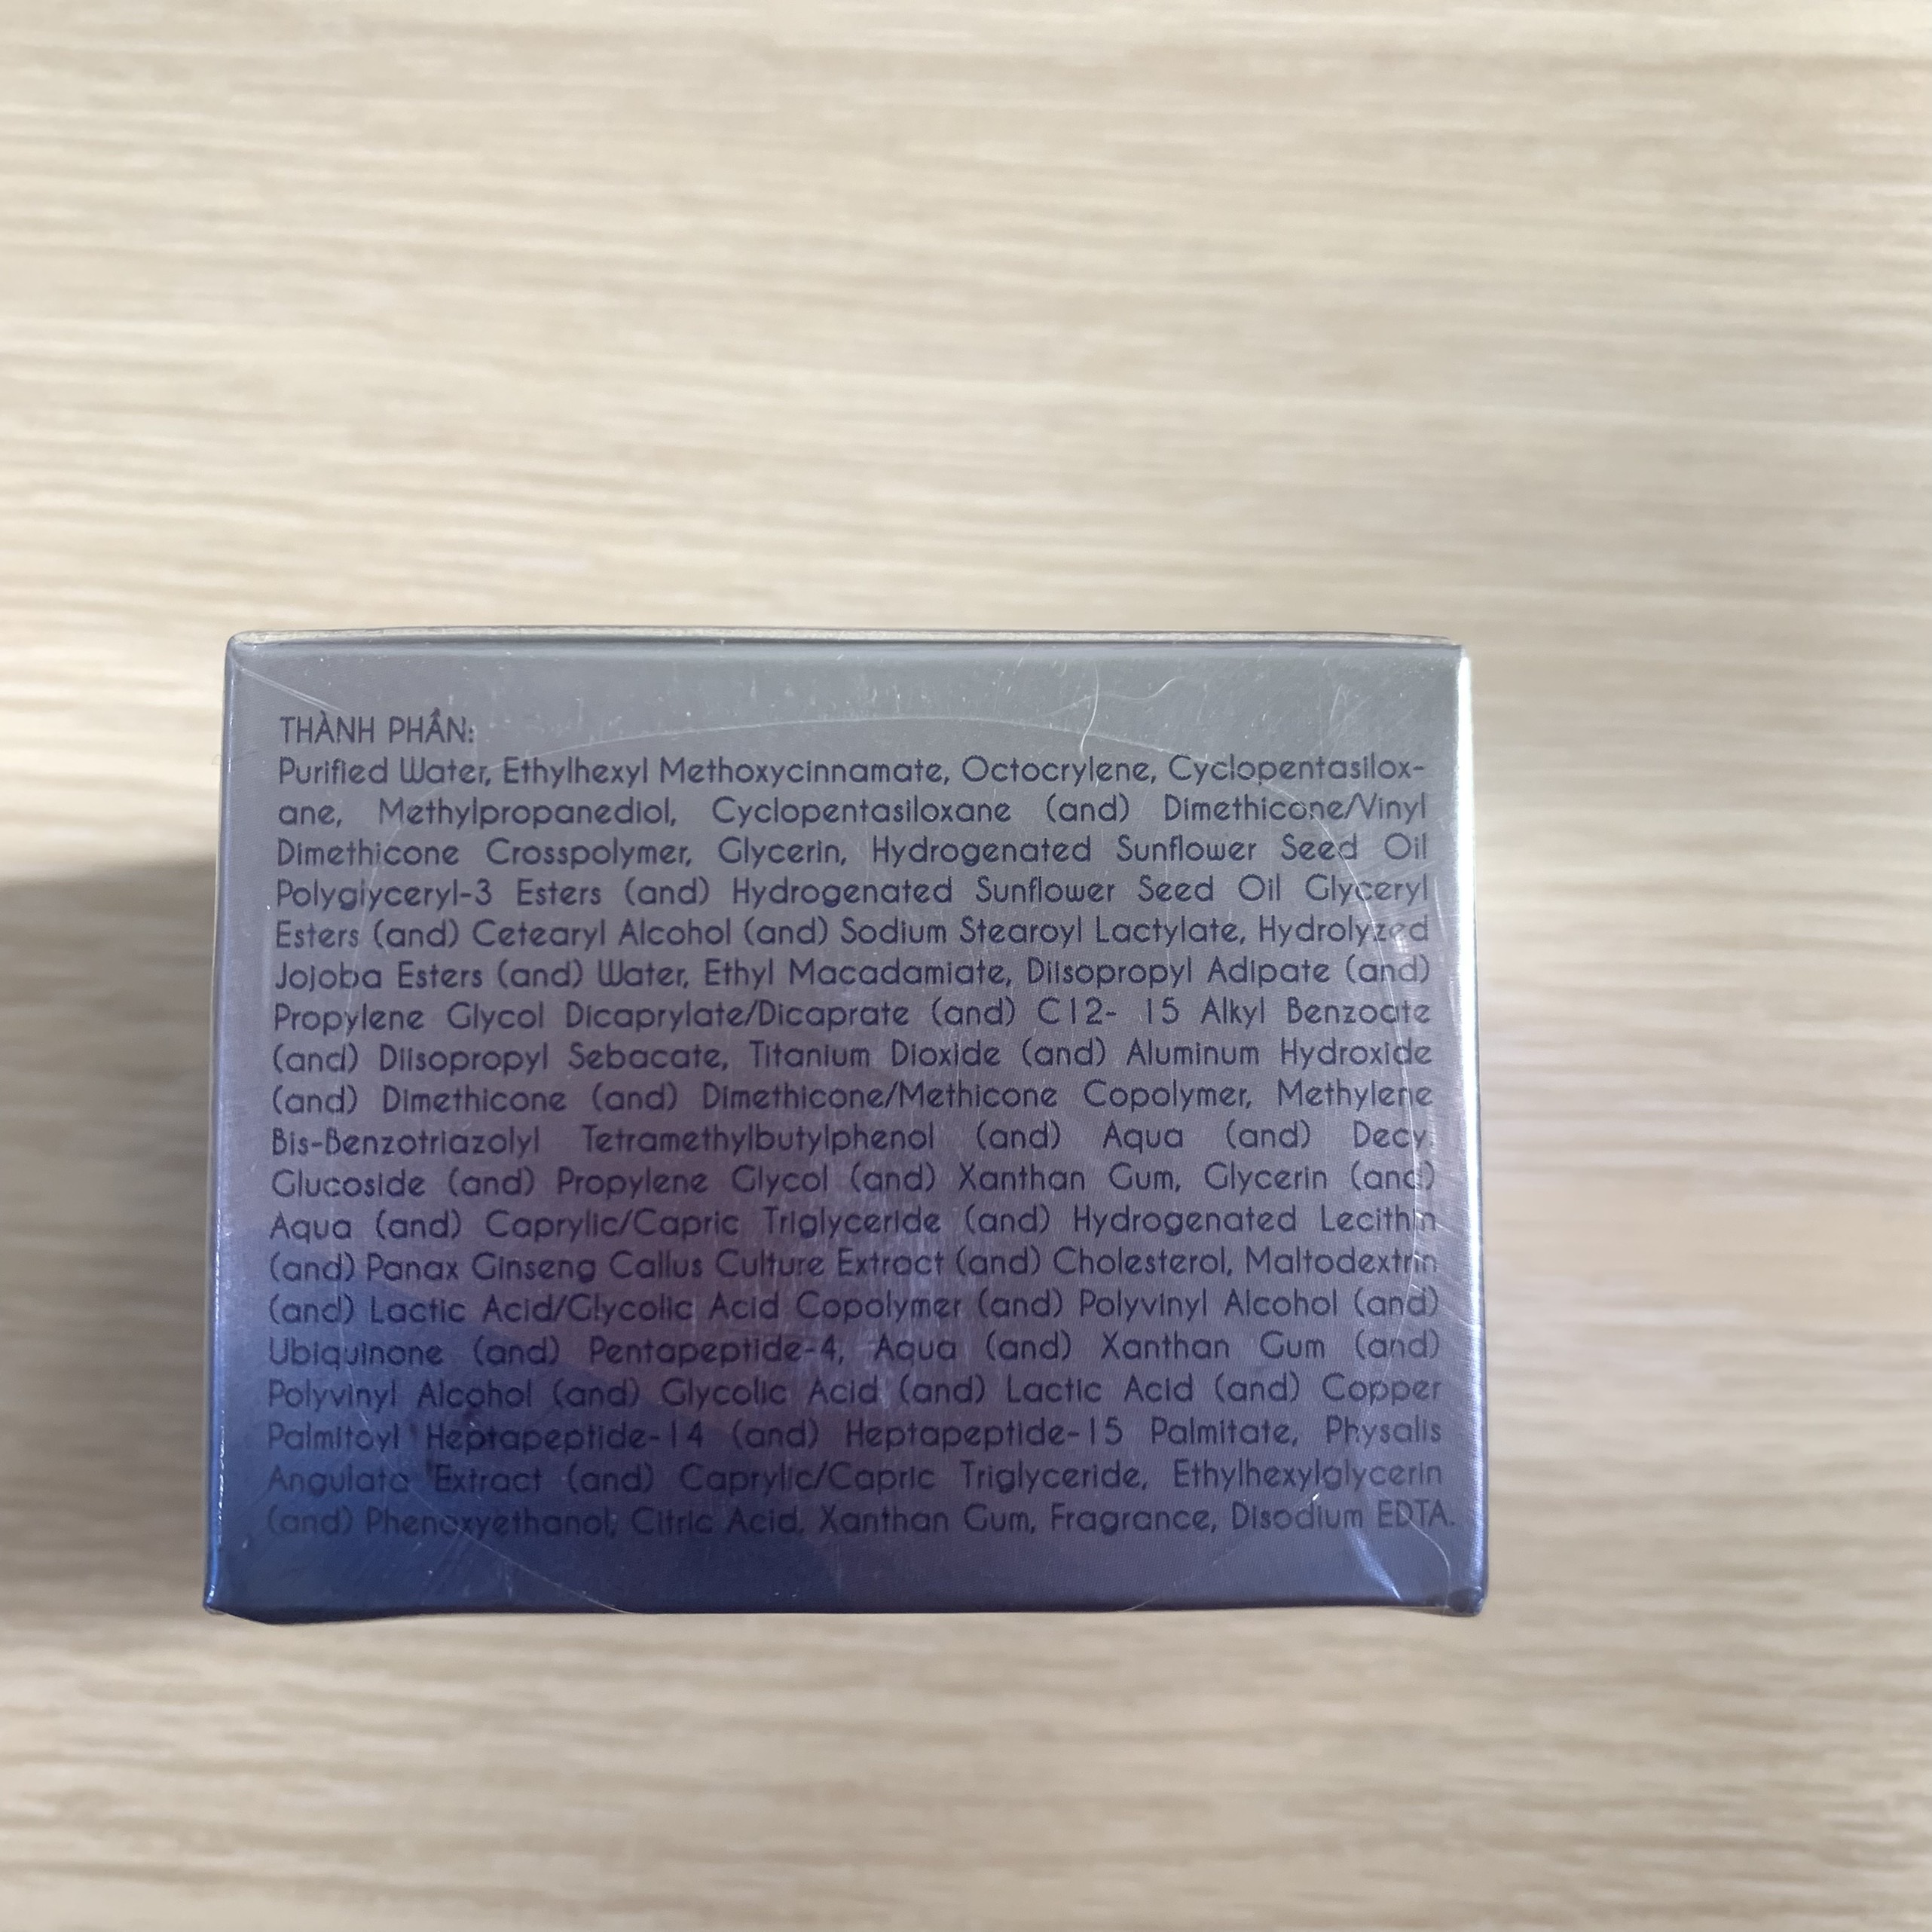 THÀNH PHẦN:
Purified Water, Ethylhexyl Methoxycinnamate, Octocrylene, Cyclopentasilox-
ane, Methylpropanediol, Cyclopentasiloxane (and) Dimethicone/Vinyl
Dimethicone Crosspolymer, Glycerin, Hydrogenated Sunflower Seed Oil
Polyglyceryl-3 Esters (and) Hydrogenated Sunflower Seed Oil Glyceryl
Esters (and) Cetearyl Alcohol (and) Sodium Stearoyl Lactylate, Hydrolyzed
Jojoba Esters (and) Water, Ethyl Macadamiate, Diisopropyl Adipate (and)
Propylene Glycol Dicaprylate/Dicaprate (and) C12- 15 Alkyl Benzoate
(and) Diisopropyl Sebacate, Titanium Dioxide (and) Aluminum Hydroxide
(and) Dimethicone (and) Dimethicone/Methicone Copolymer, Methylene
Bis-Benzotriazolyl Tetramethylbutylphenol (and) Aqua (and) Decyl
Glucoside (and) Propylene Glycol (and) Xanthan Gum, Glycerin (and)
Aqua (and) Caprylic/Capric Triglyceride (and) Hydrogenated Lecithin
(and) Panax Ginseng Callus Culture Extract (and) Cholesterol, Maltodextrin
(and) Lactic Acid/Glycolic Acid Copolymer (and) Polyvinyl Alcohol (and)
Ubiquinone (and) Pentapeptide-4, Aqua (and) Xanthan Gum (and)
Polyvinyl Alcohol (and) Glycolic Acid (and) Lactic Acid (and) Copper
Palmitoyl Heptapeptide-14 (and) Heptapeptide-15 Palmitate, Physalis
Angulata Extract (and) Caprylic/Capric Triglyceride, Ethylhexylglycerin
(and) Phenoxyethanol, Citric Acid, Xanthan Gum, Fragrance, Disodium EDTA.